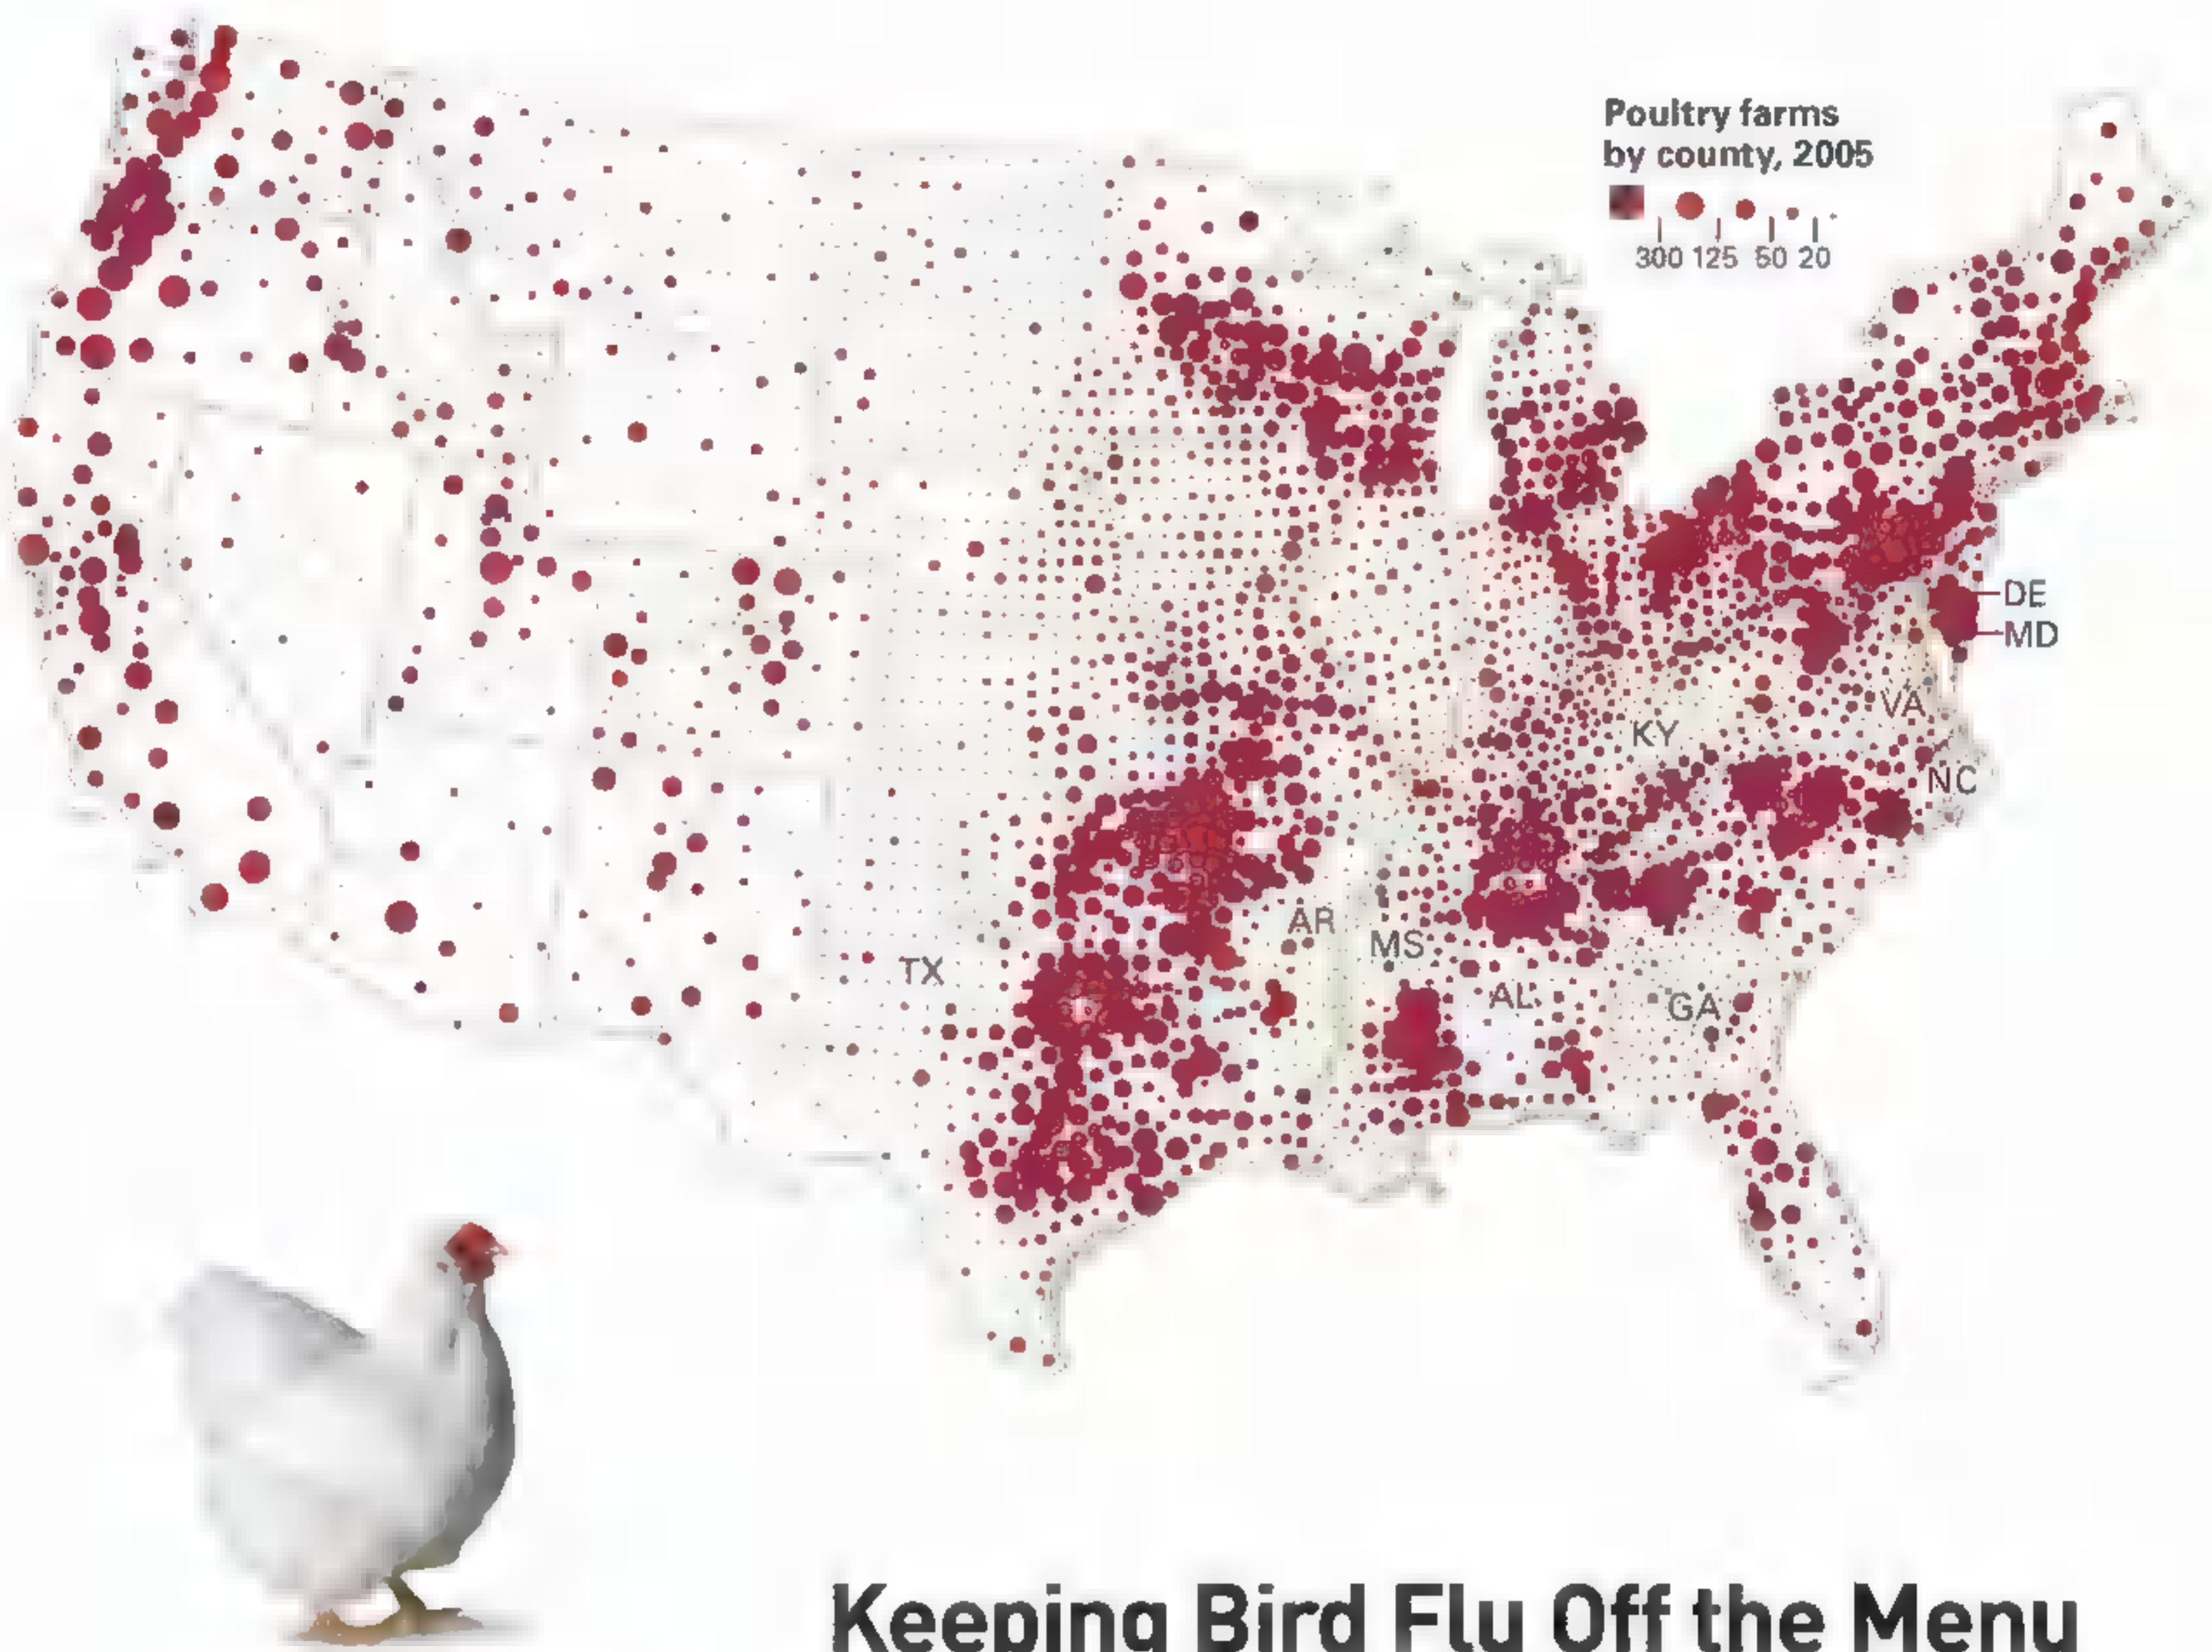 Poultry farms
by county, 2005
300 125 50 20
DE
MD
VA
KY
NC
AR
MS
TX
AL
GA
Keeping Bird Flu Off the Menu